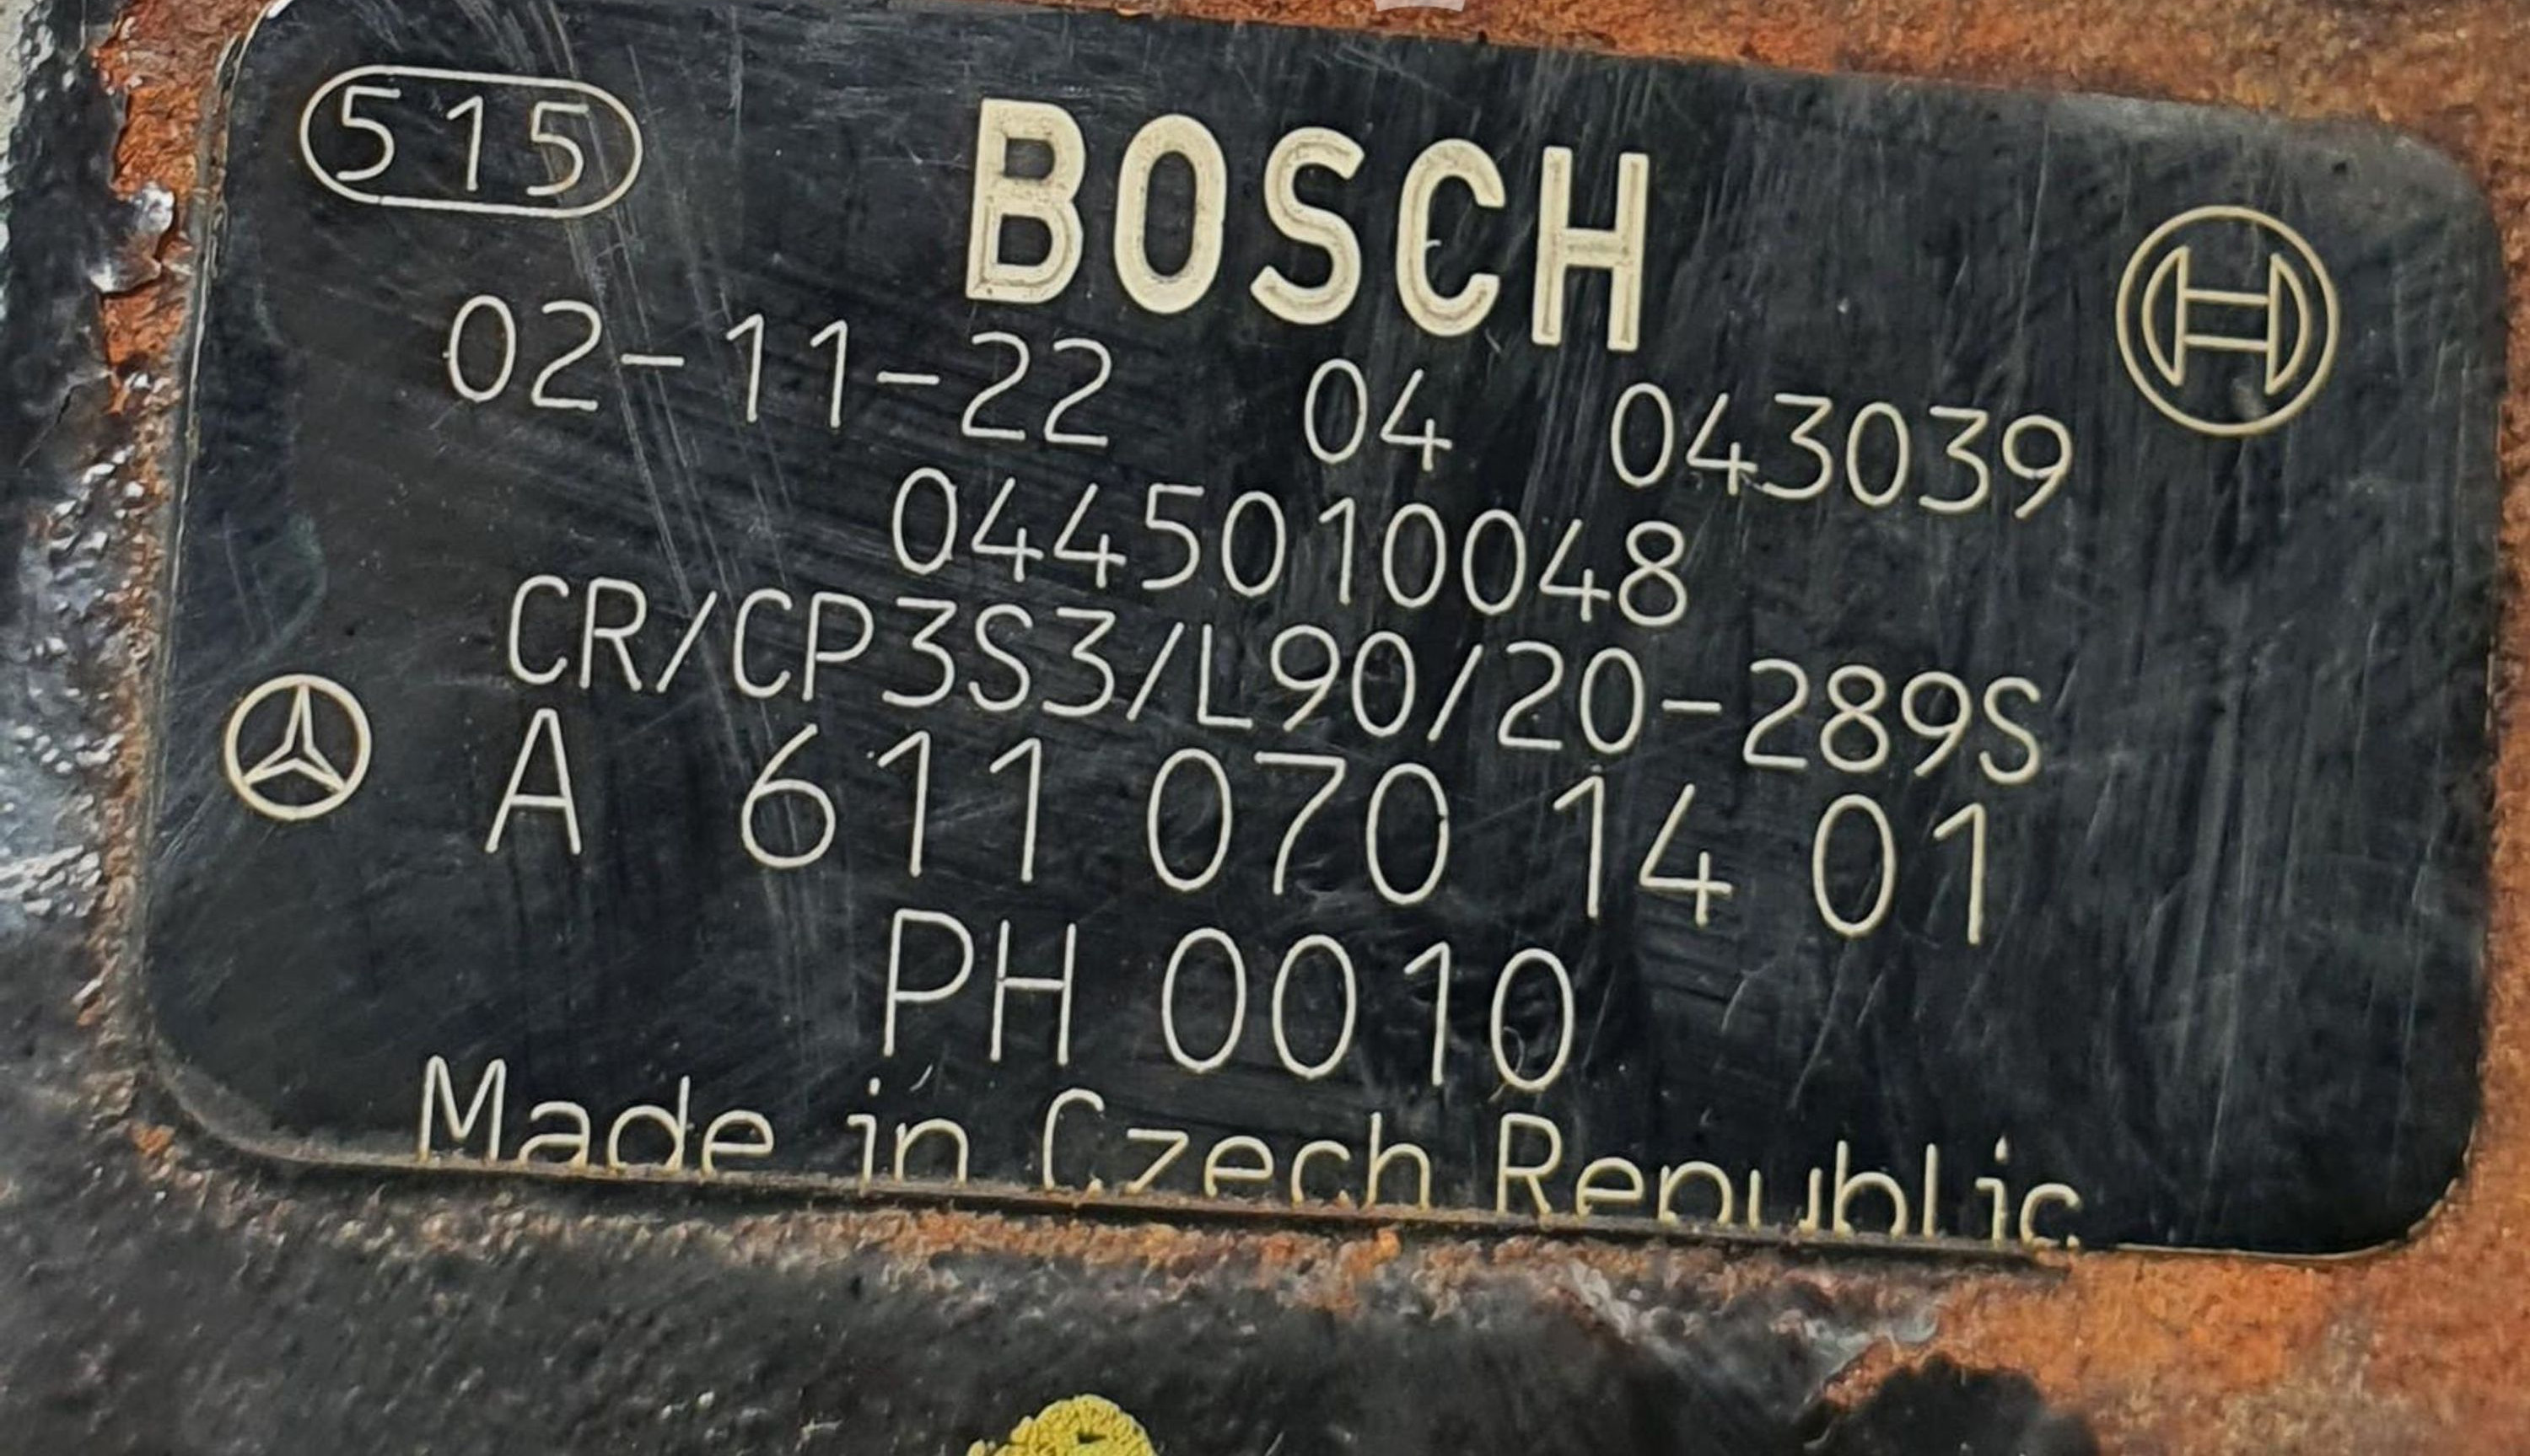 515
BOSCH
02-11-22 04 043039
0445010048
CR/CP3S3/L90/20-289S
A 611 070 14 01
PH 0010
Made in Czech Republic